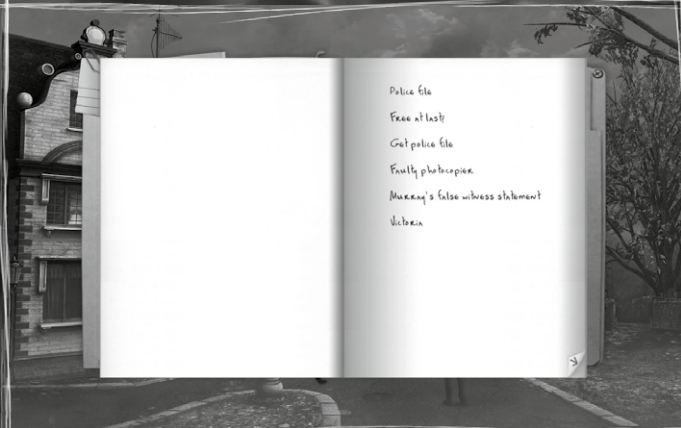 Police file
Free at last!
Get police file
Faulty photocopier
Murray's false witness statement
Victoria